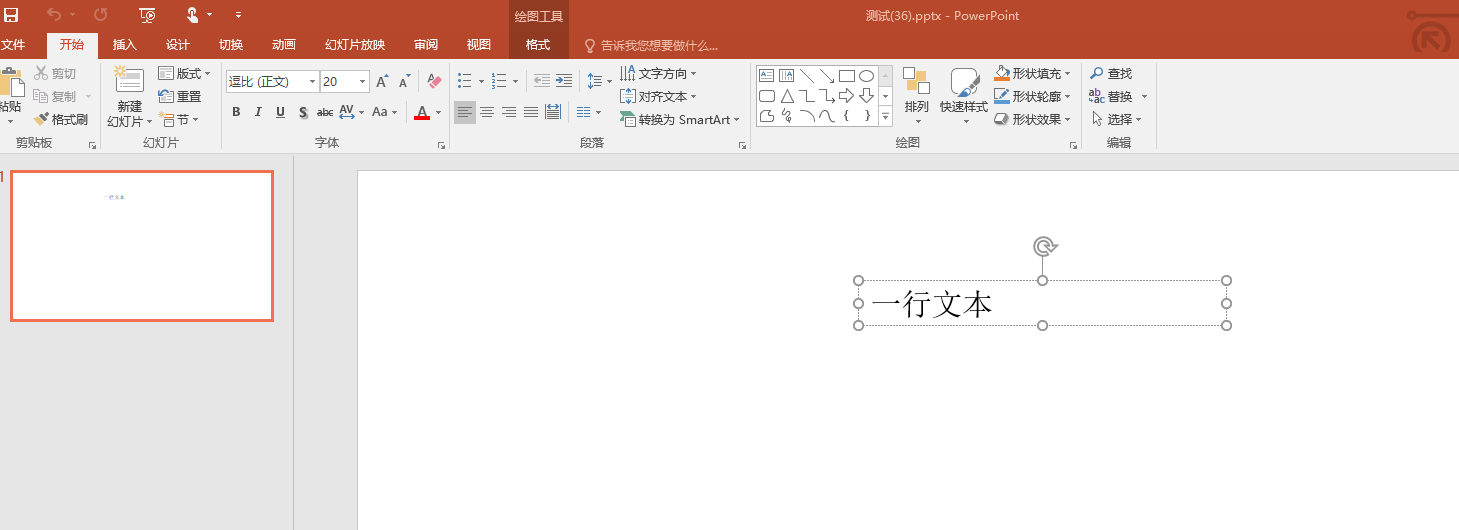 绘图工具
测试(36).pptx - PowerPoint
文件 开始 插入 设计 切换 动画 幻灯片放映 审阅 视图 格式 告诉我您想要做什么...
剪切 版式 逗比 (正文) 20 A A 文字方向 形状填充 查找
粘贴 复制 新建 重置 对齐文本 排列 快速样式 形状轮廓 替换
格式刷 幻灯片 节 B I U S abc AV Aa A 转换为 SmartArt 形状效果 选择
剪贴板 幻灯片 字体 段落 绘图 编辑
1
一行文本
一行文本